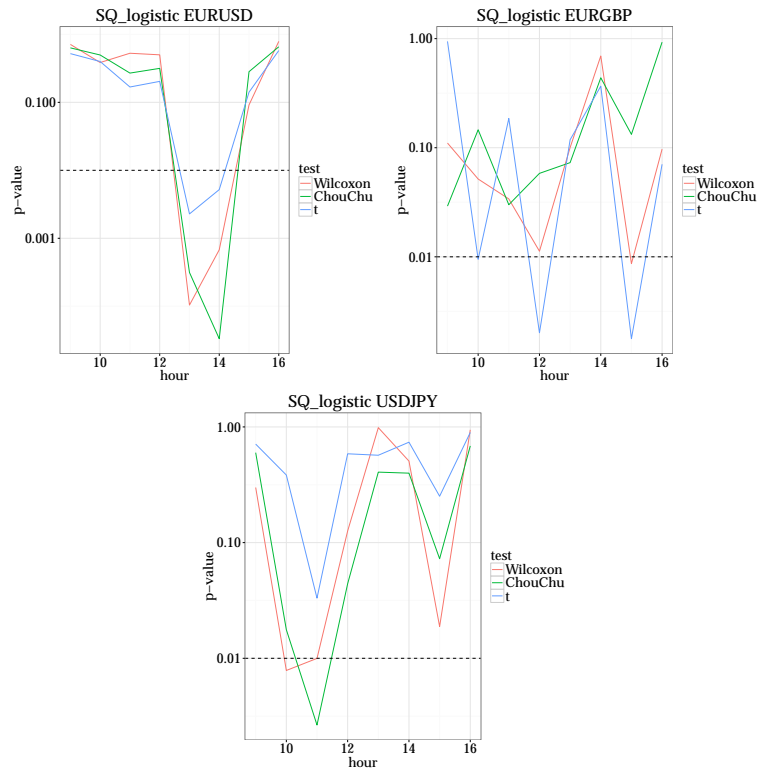 SQ_logistic EURUSD
0.100
0.001
p−value
10
12
14
16
hour
test
Wilcoxon
ChouChu
t
SQ_logistic EURGBP
1.00
0.10
0.01
p−value
10
12
14
16
hour
test
Wilcoxon
ChouChu
t
SQ_logistic USDJPY
1.00
0.10
0.01
p−value
10
12
14
16
hour
test
Wilcoxon
ChouChu
t